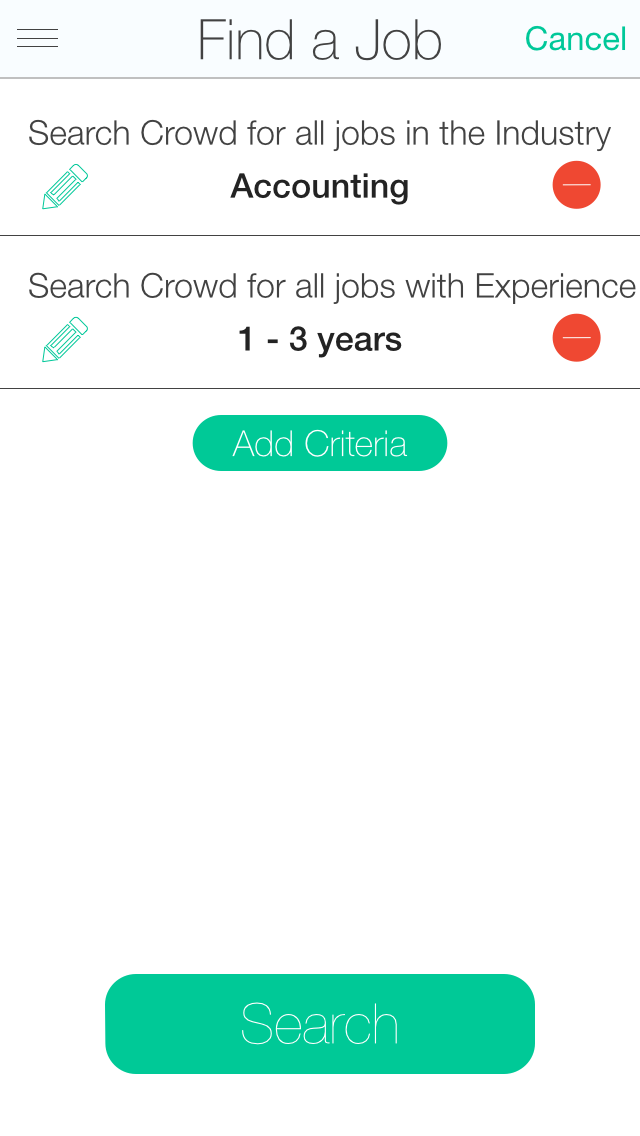 Find a Job
Cancel
Search Crowd for all jobs in the Industry
Accounting
Search Crowd for all jobs with Experience
1 - 3 years
Add Criteria
Search